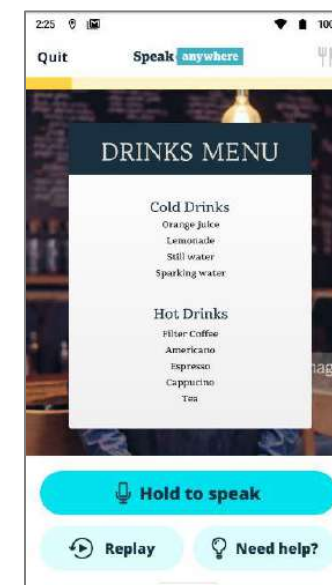 2:25 100
Quit Speak anywhere
DRINKS MENU
Cold Drinks
Orange Juice
Lemonade
Still water
Sparking water
Hot Drinks
Filter Coffee
Americano
Espresso
Cappucino
Tea
Hold to speak
Replay Need help?